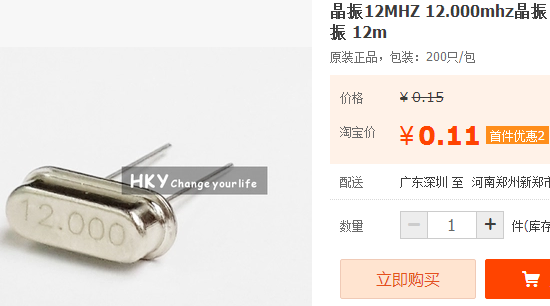 晶振12MHZ 12.000mhz晶振
振 12m
原装正品，包装：200只/包
价格
¥ 0.15
淘宝价
¥ 0.11 首件优惠2
配送
广东深圳 至 河南郑州新郑市
数量
－ 1 + 件(库存
立即购买
HKY Change your life
12.000